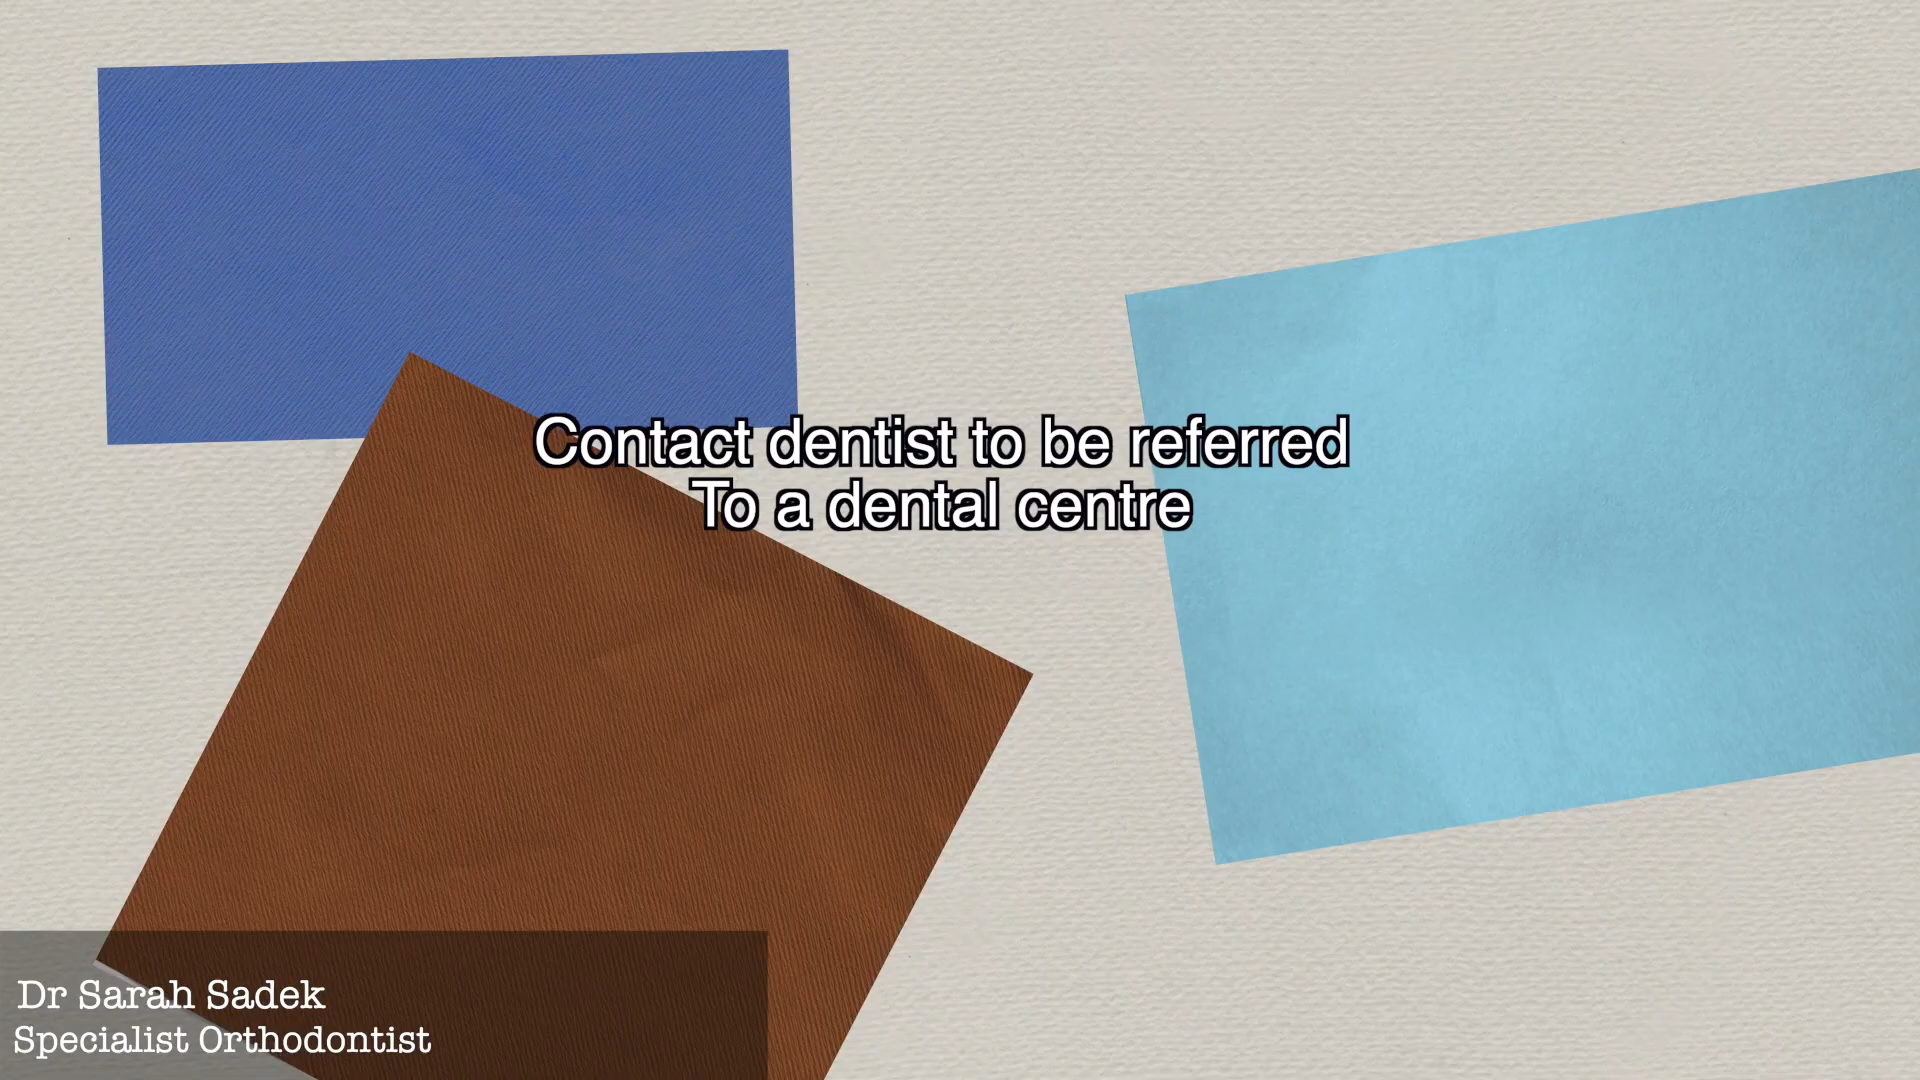 Contact dentist to be referred
To a dental centre
Dr Sarah Sadek
Specialist Orthodontist